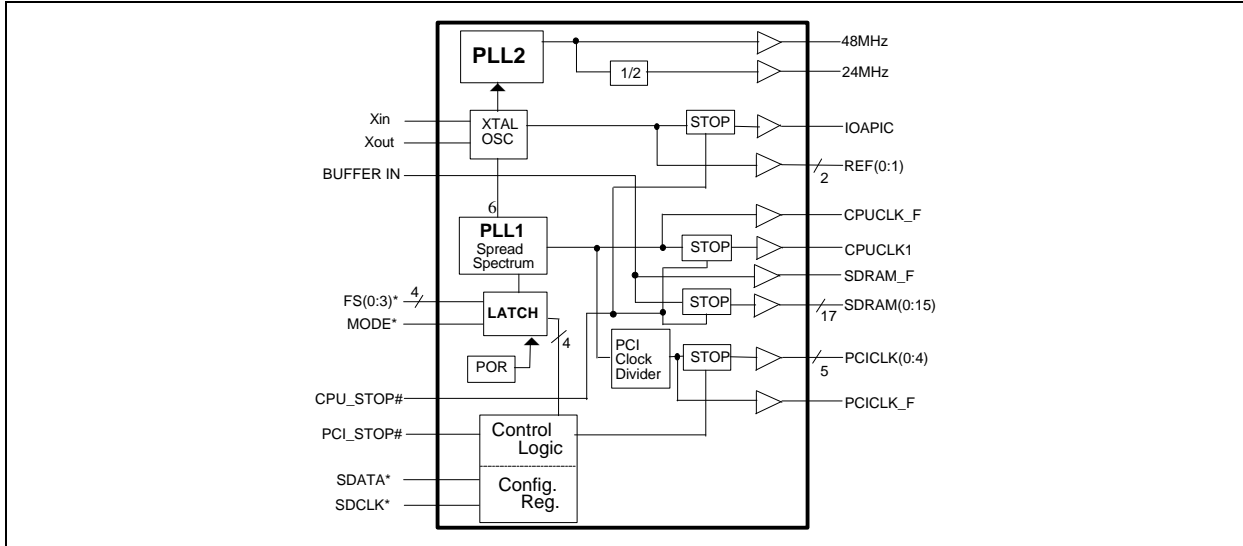 PLL2
48MHz
1/2
24MHz
Xin
XTAL
OSC
STOP
IOAPIC
Xout
BUFFER IN
REF(0:1)
2
6
PLL1
Spread
Spectrum
CPUCLK_F
STOP
CPUCLK1
SDRAM_F
FS(0:3)*
4
LATCH
STOP
SDRAM(0:15)
17
MODE*
4
POR
PCI
Clock
Divider
STOP
PCICLK(0:4)
5
CPU_STOP#
PCICLK_F
PCI_STOP#
Control
Logic
SDATA*
Config.
Reg.
SDCLK*